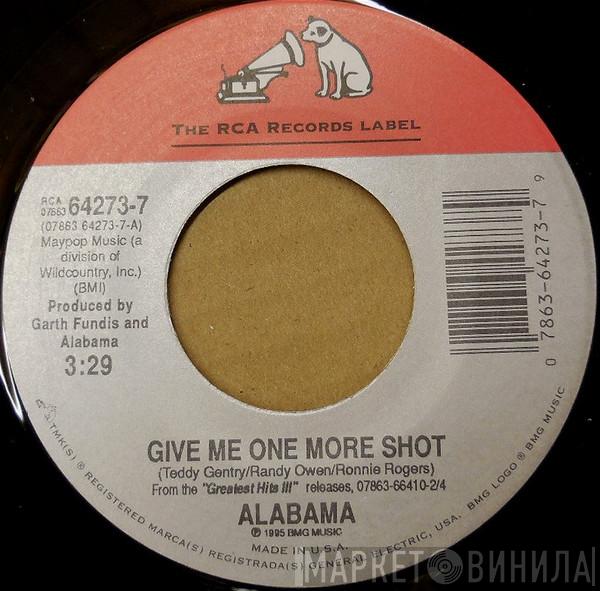 THE RCA RECORDS LABEL
RCA
07863 64273-7
(07863 64273-7-A)
Maypop Music (a
division of
Wildcountry, Inc.)
(BMI)
Produced by
Garth Fundis and
Alabama
3:29
0 7863-64273-7 9
GIVE ME ONE MORE SHOT
(Teddy Gentry/Randy Owen/Ronnie Rogers)
From the "Greatest Hits III" releases, 07863-66410-2/4
ALABAMA
℗ 1995 BMG MUSIC
MADE IN U.S.A.
TMK(S) ® REGISTERED MARCA(S) REGISTRADA(S) GENERAL ELECTRIC, USA. BMG LOGO ® BMG MUSIC
МАРКЕТ ВИНИЛА